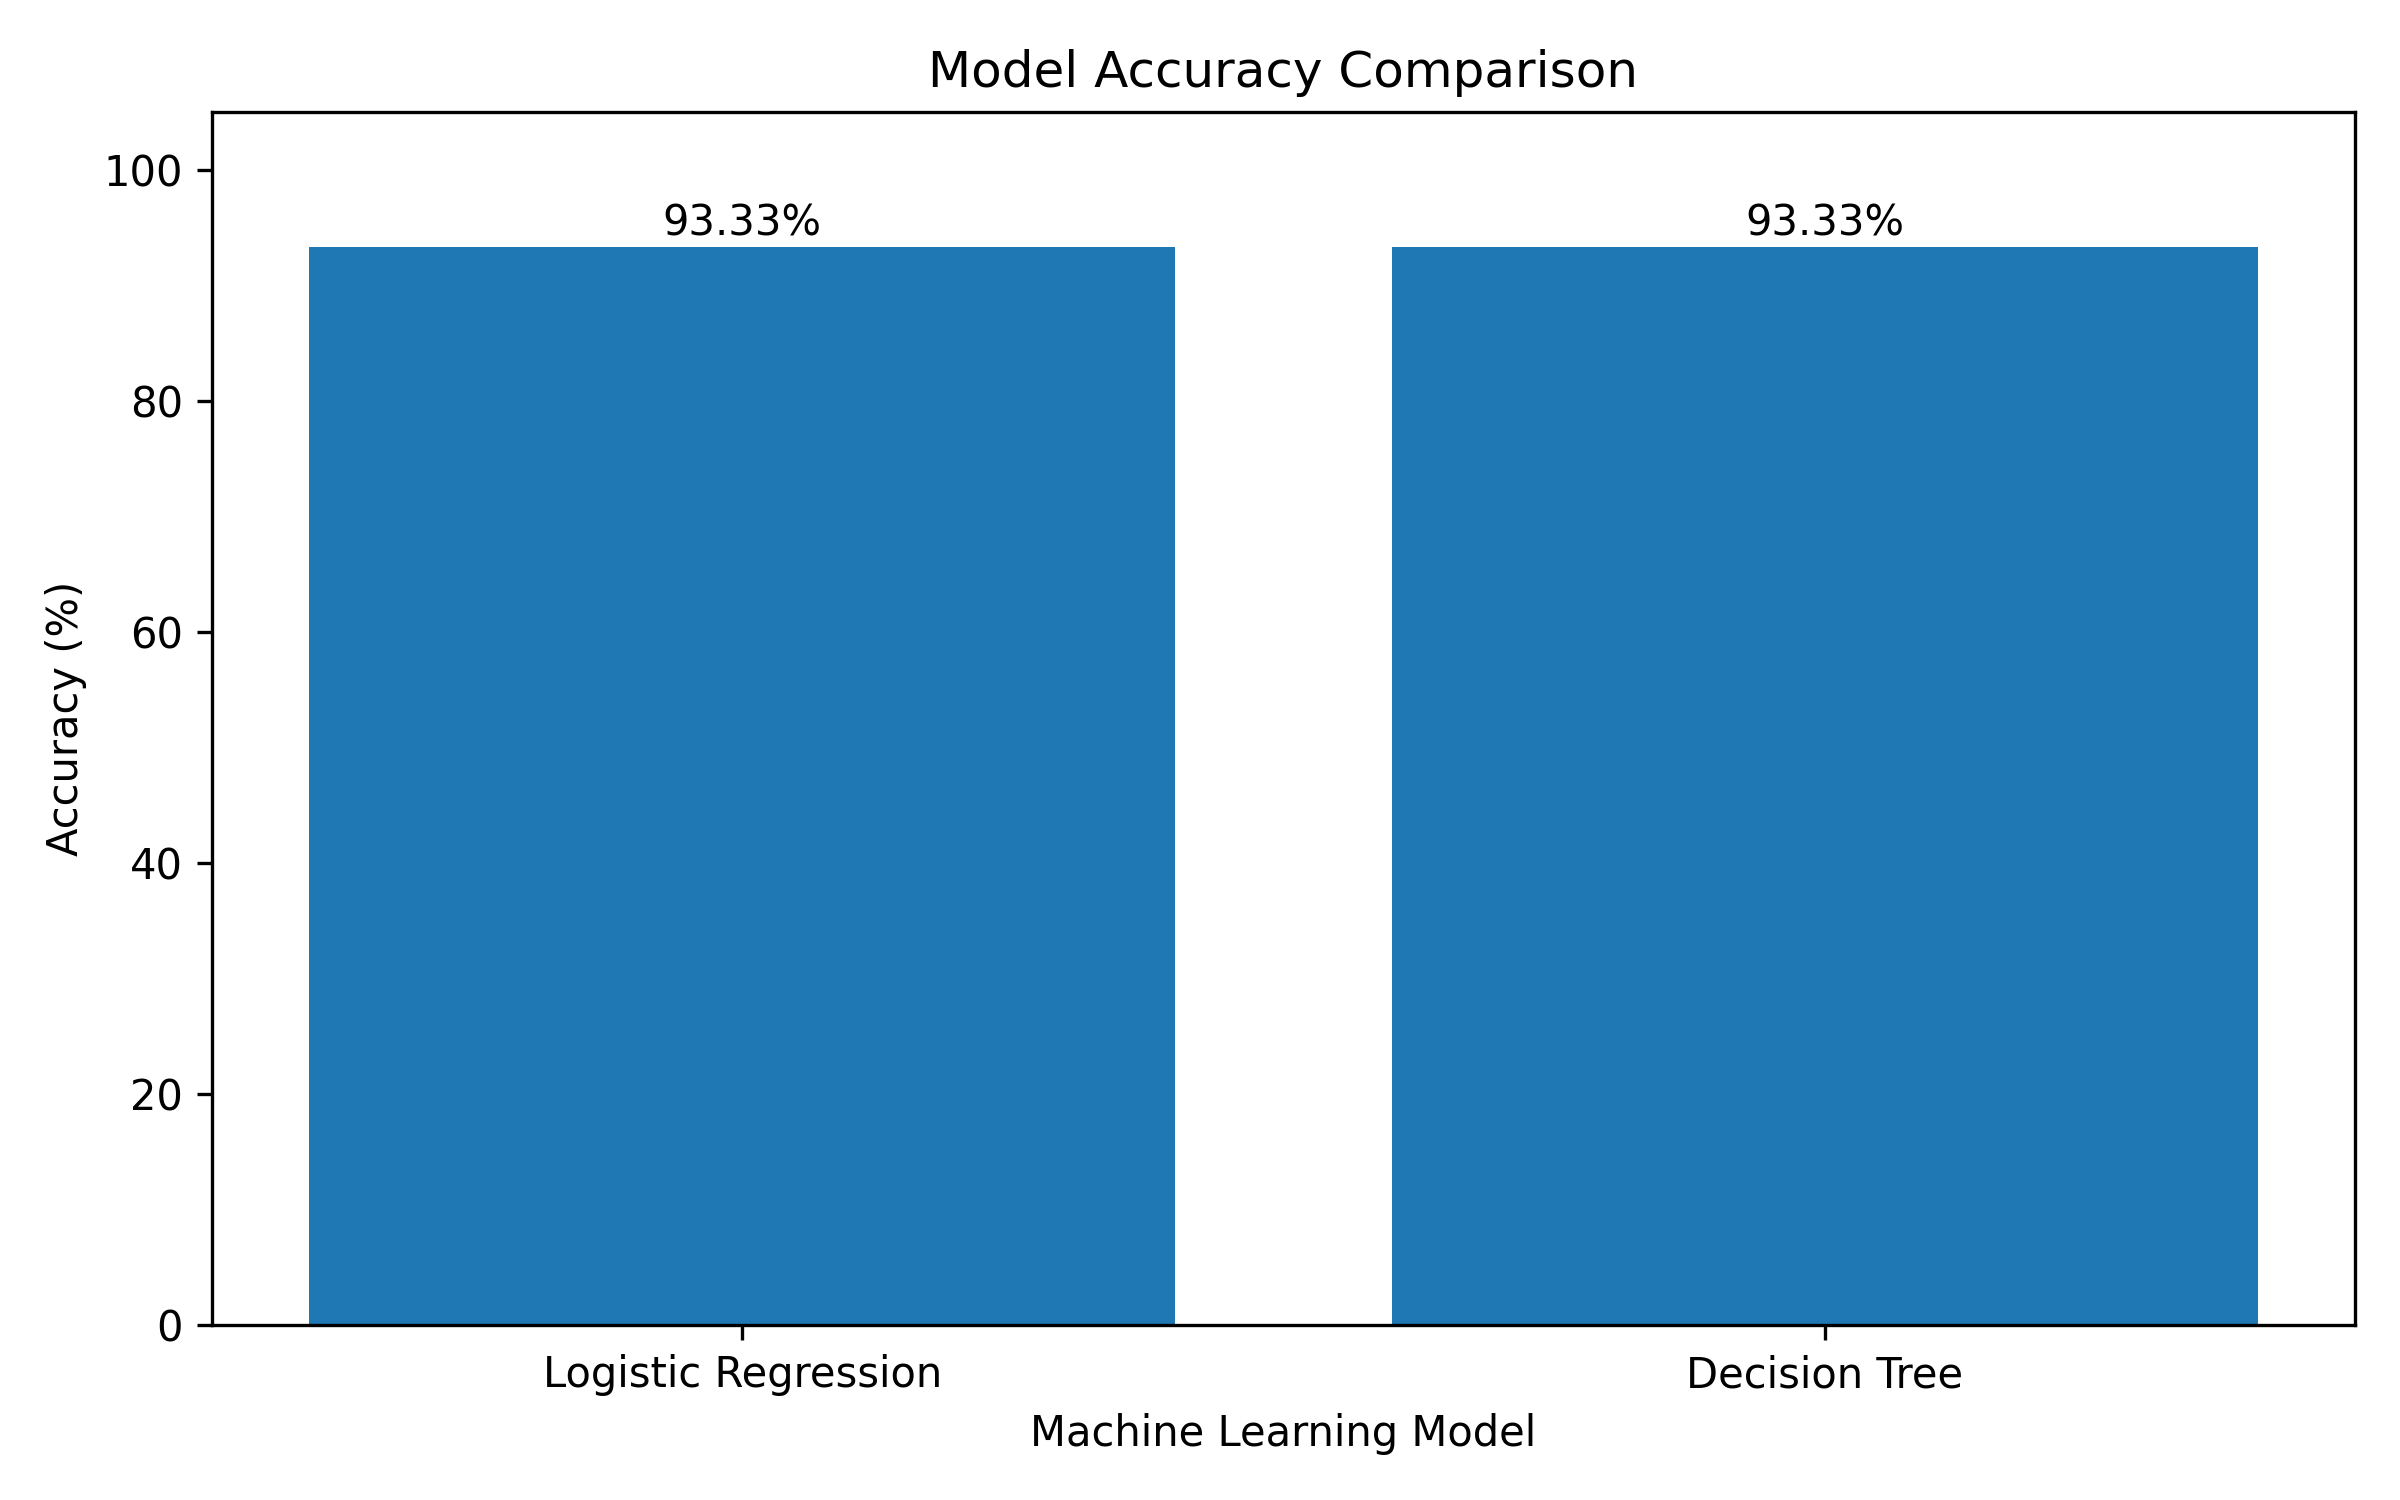 Model Accuracy Comparison
100
80
60
40
20
0
Accuracy (%)
93.33%
93.33%
Logistic Regression
Decision Tree
Machine Learning Model